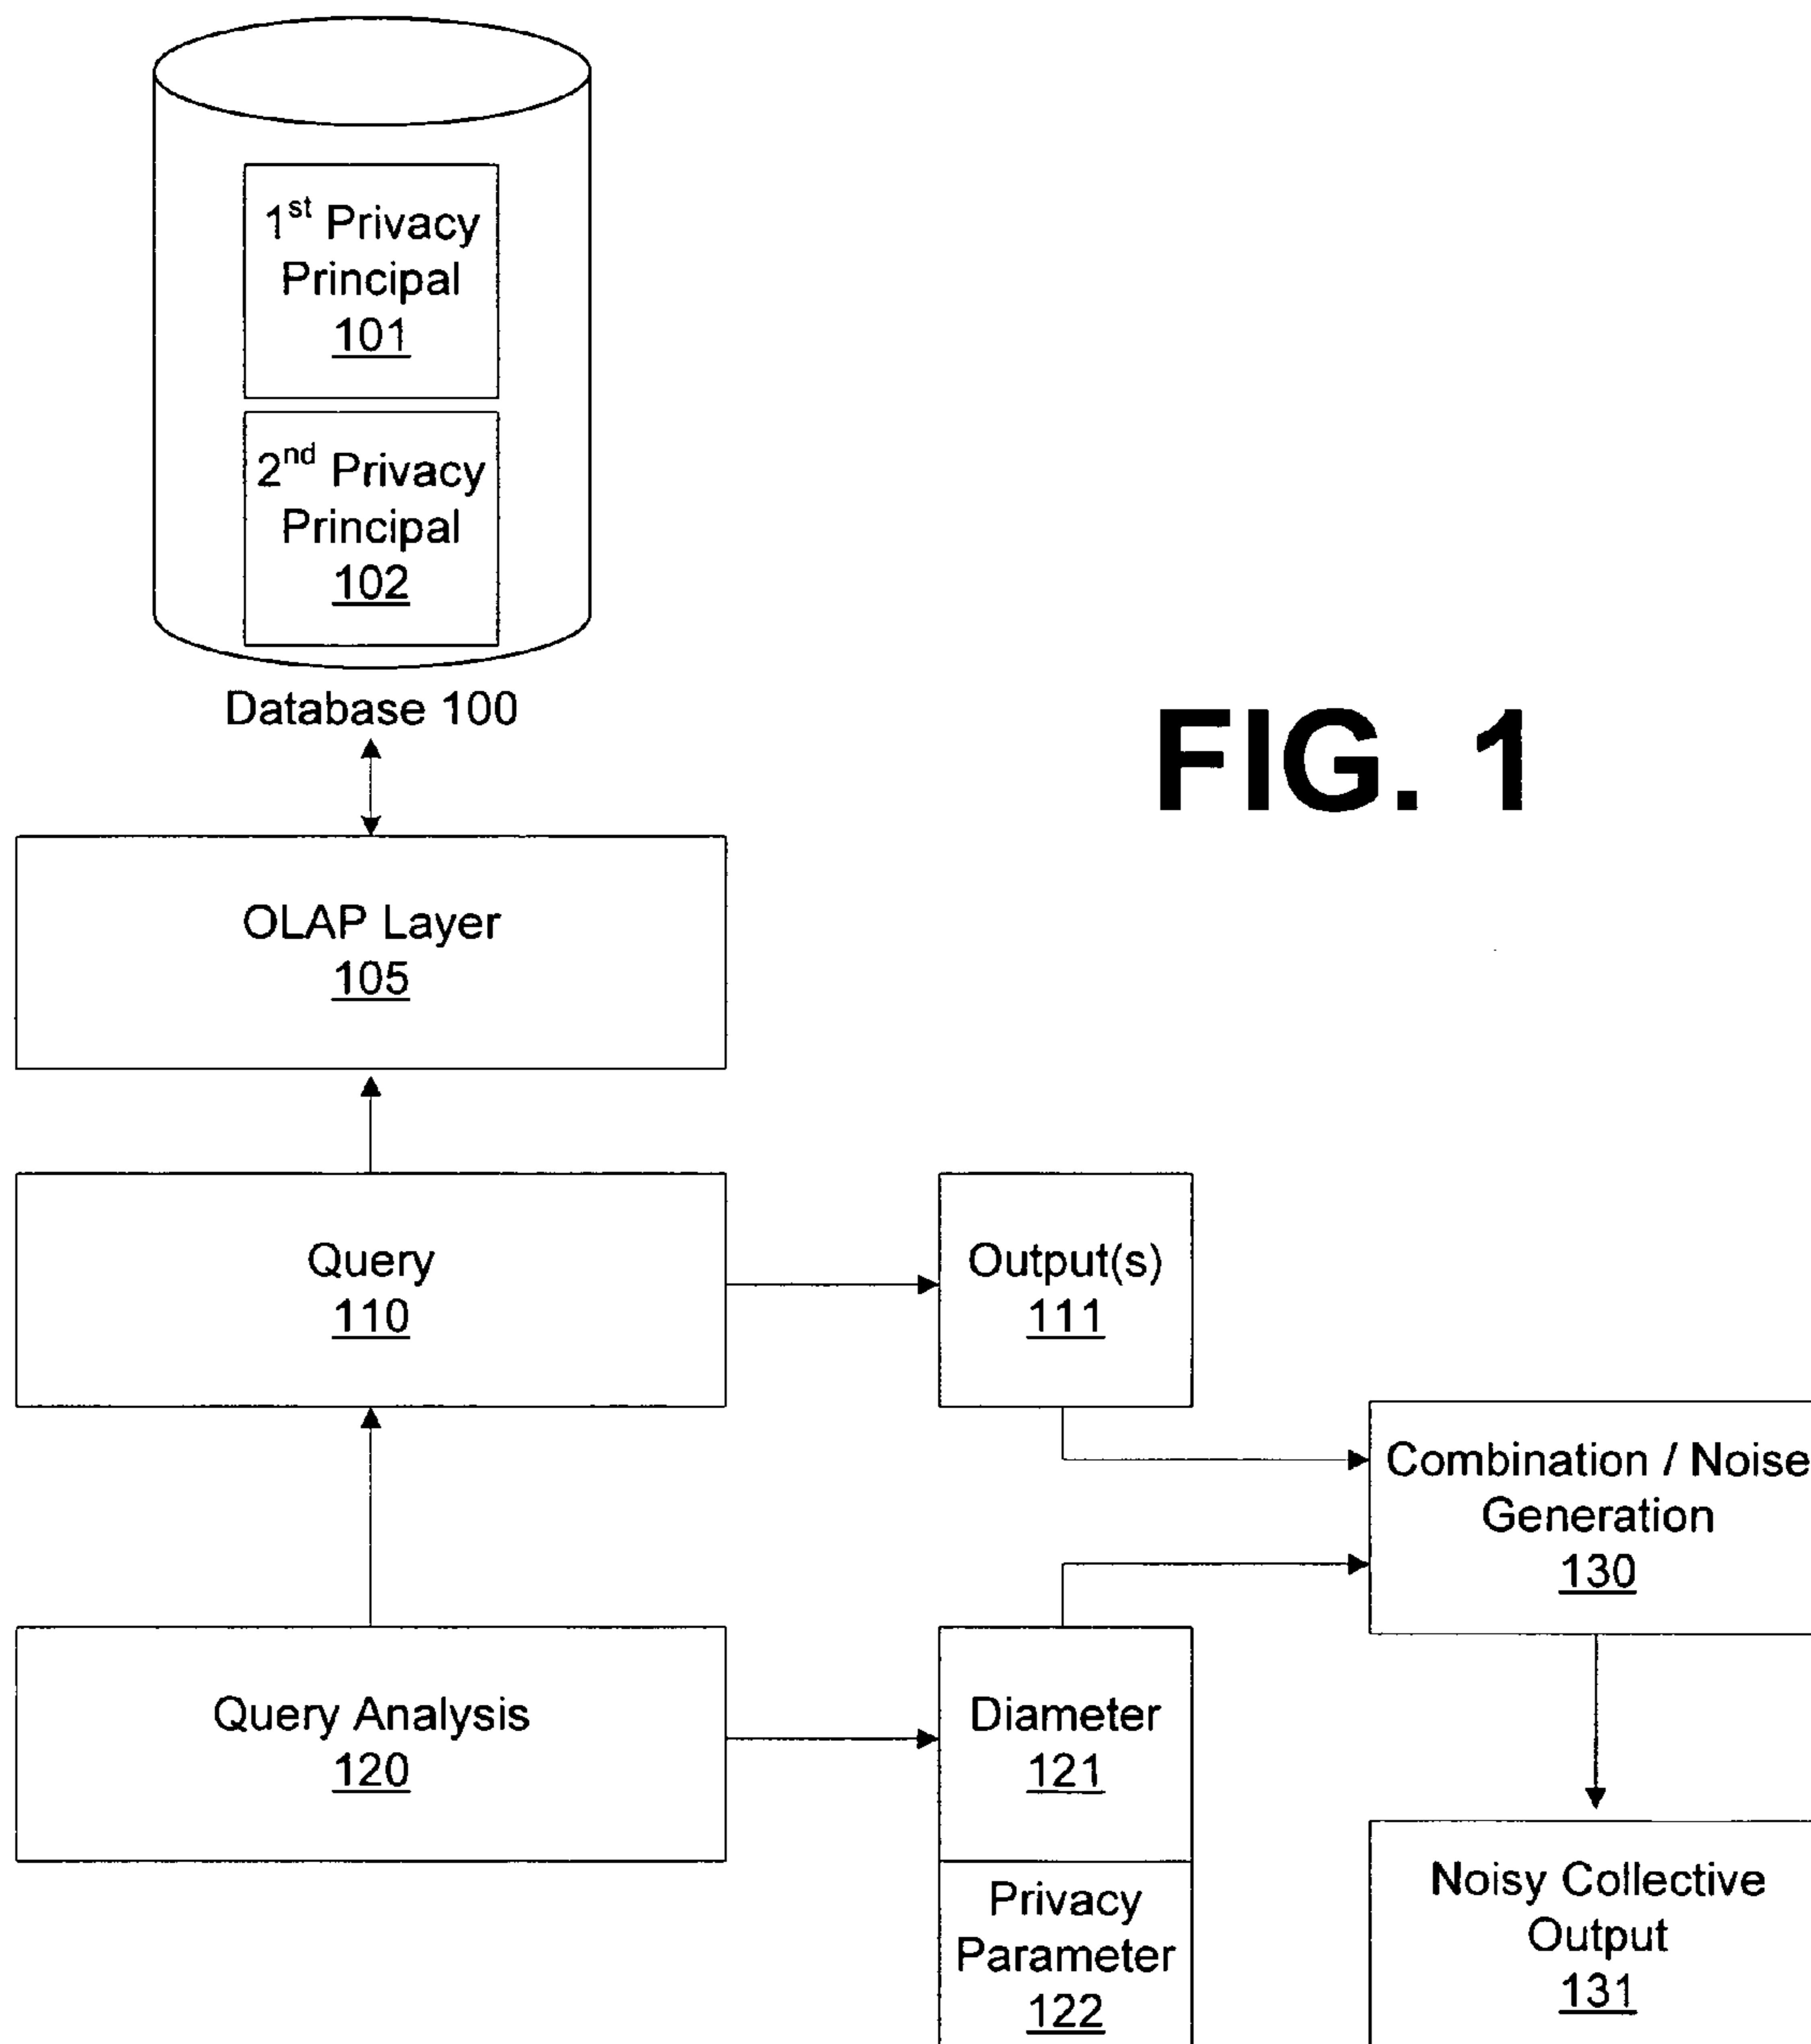 1st Privacy
Principal
101
2nd Privacy
Principal
102
Database 100
FIG. 1
OLAP Layer
105
Query
110
Output(s)
111
Combination / Noise
Generation
130
Query Analysis
120
Diameter
121
Privacy
Parameter
122
Noisy Collective
Output
131